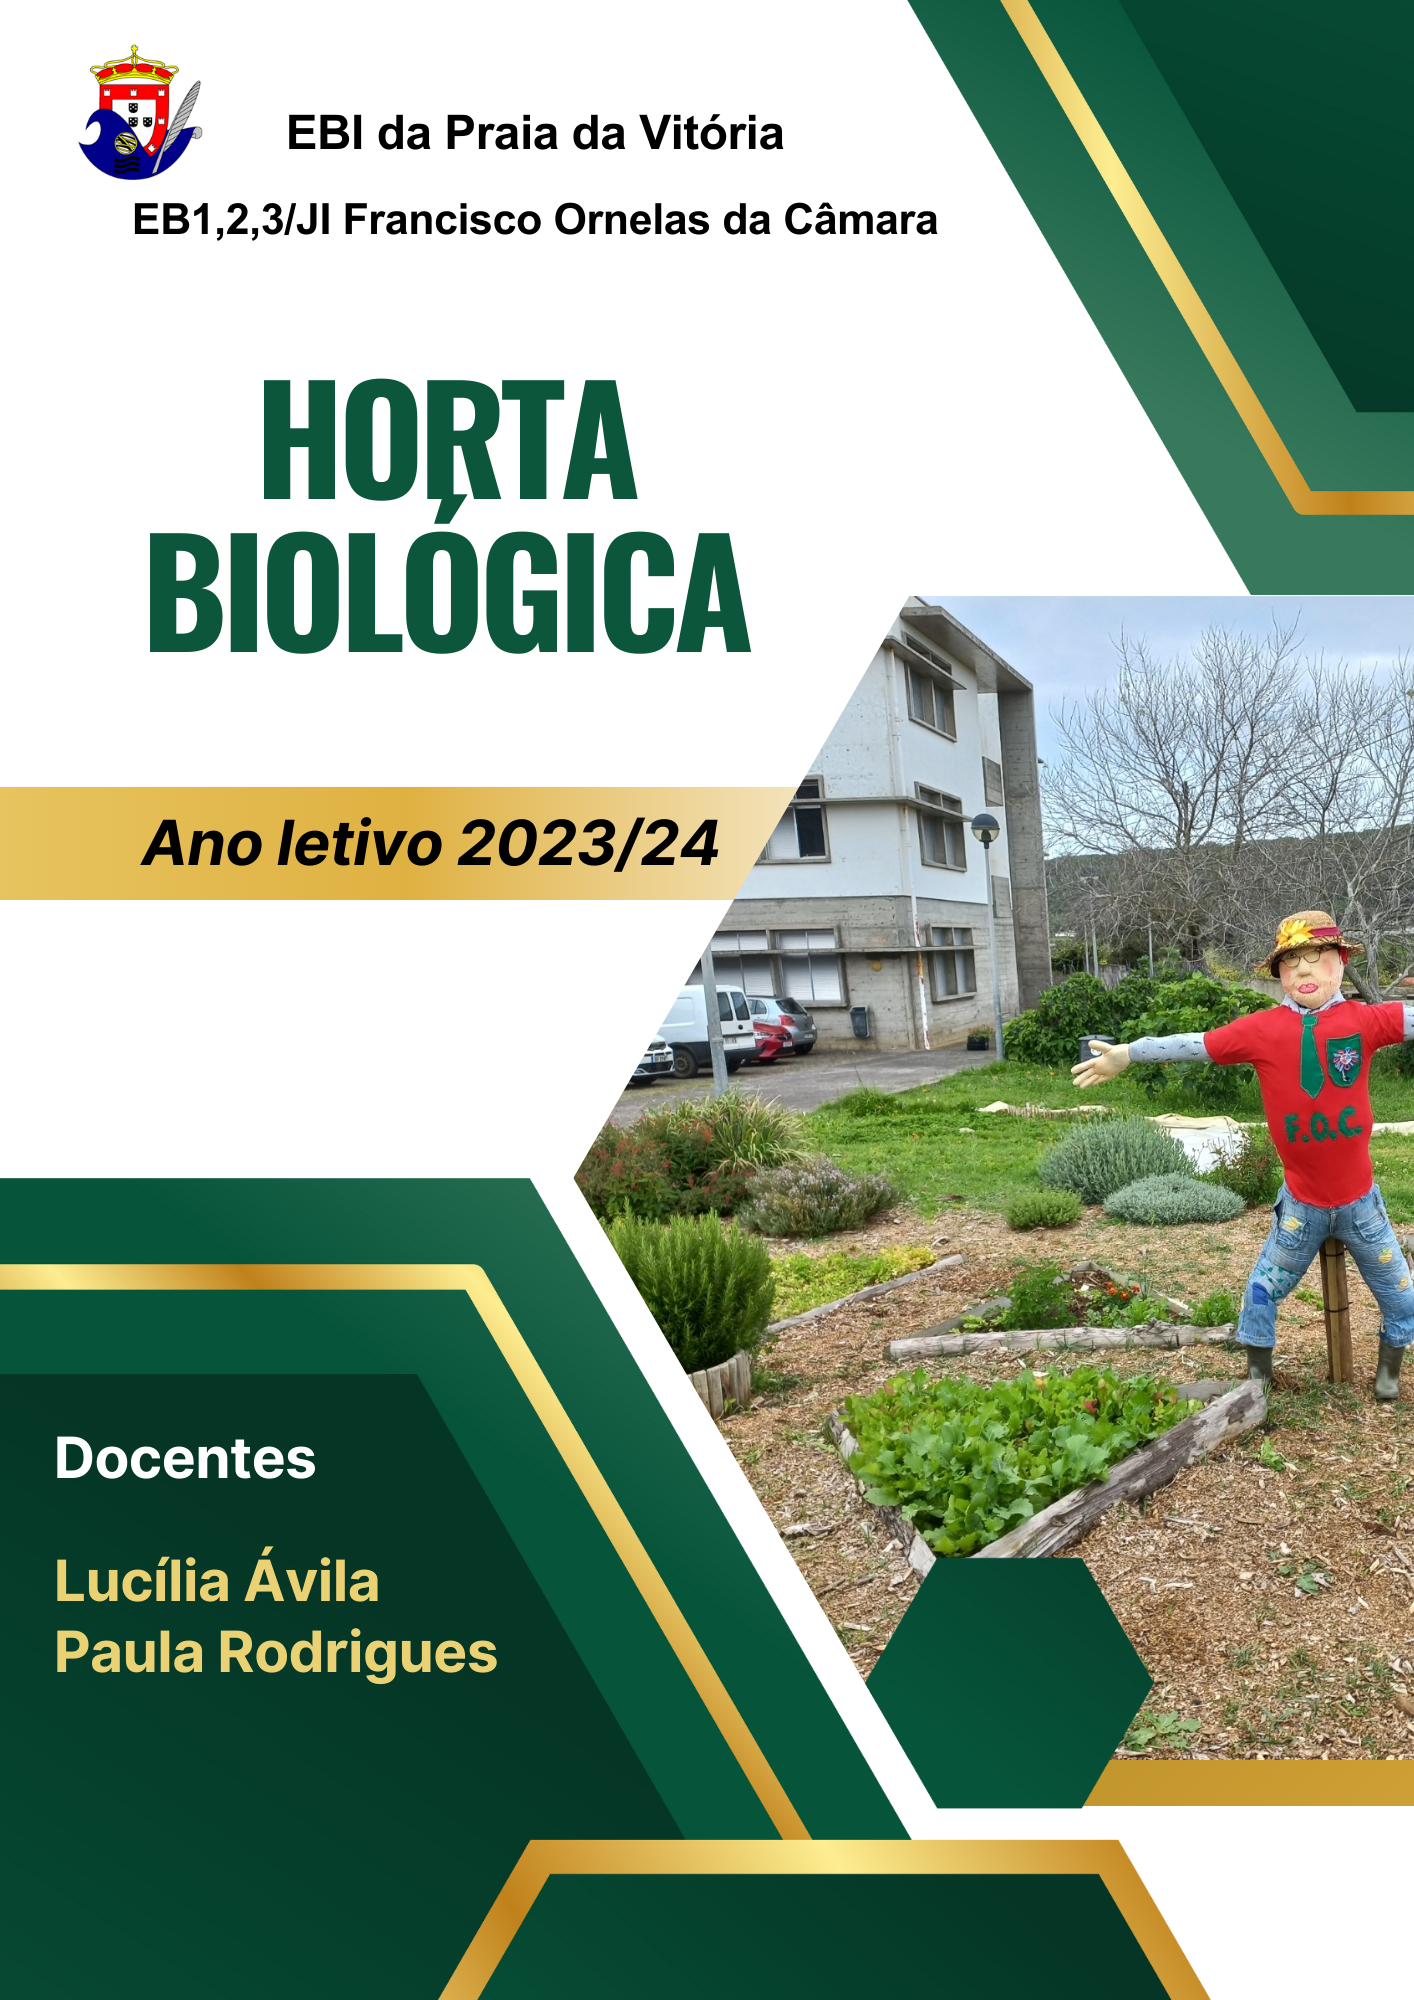 EBI da Praia da Vitória
EB1,2,3/JI Francisco Ornelas da Câmara
HORTA
BIOLÓGICA
Ano letivo 2023/24
F.O.C.
Docentes
Lucília Ávila
Paula Rodrigues